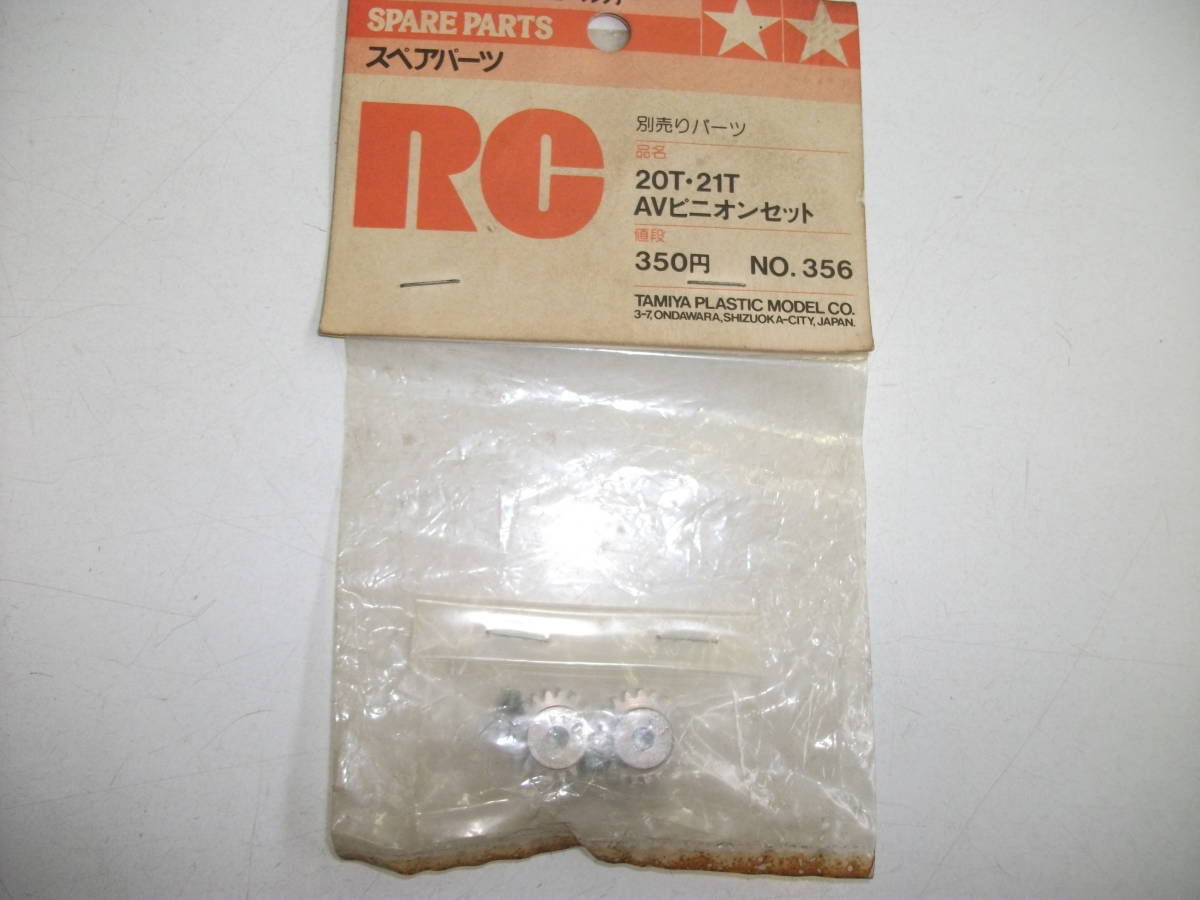 SPARE PARTS
スペアパーツ
RC
別売りパーツ
品名
20T・21T
AVピニオンセット
値段
350円 NO. 356
TAMIYA PLASTIC MODEL CO.
3-7, ONDAWARA, SHIZUOKA-CITY, JAPAN.